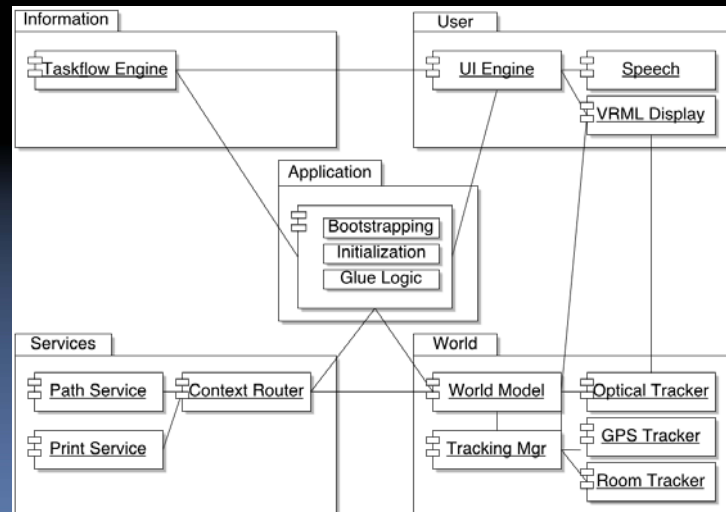 Information
Taskflow Engine
User
UI Engine
Speech
VRML Display
Application
Bootstrapping
Initialization
Glue Logic
Services
Path Service
Context Router
Print Service
World
World Model
Optical Tracker
GPS Tracker
Tracking Mgr
Room Tracker